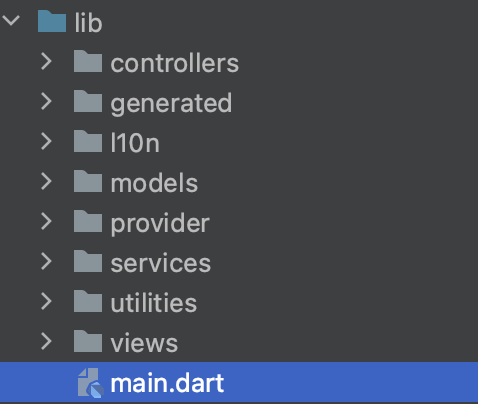 lib
controllers
generated
l10n
models
provider
services
utilities
views
main.dart